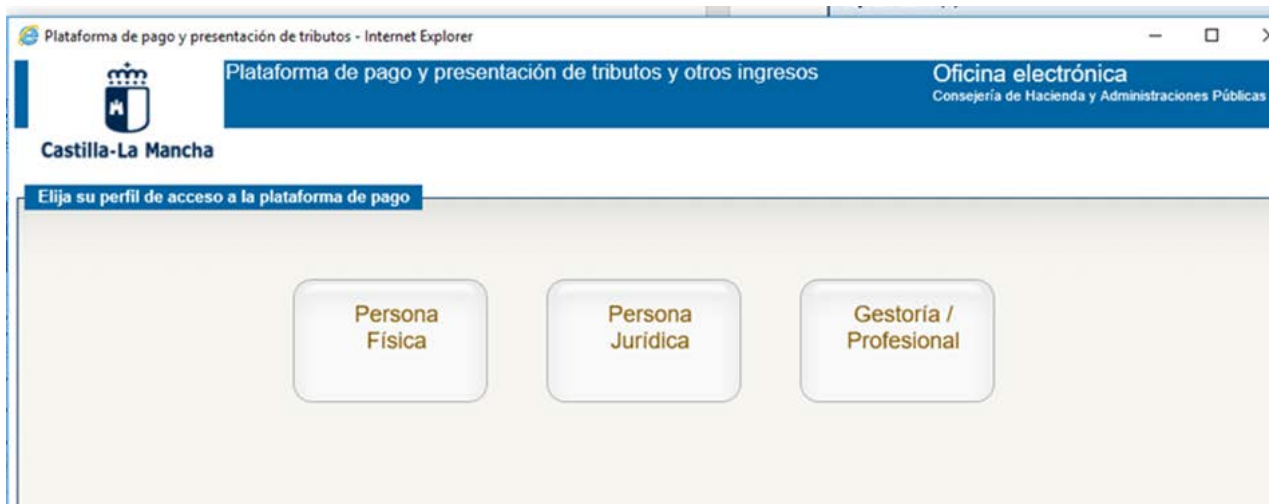 Plataforma de pago y presentación de tributos - Internet Explorer
Plataforma de pago y presentación de tributos y otros ingresos
Oficina electrónica
Consejería de Hacienda y Administraciones Públicas
Castilla-La Mancha
Elija su perfil de acceso a la plataforma de pago
Persona
Física
Persona
Jurídica
Gestoría /
Profesional